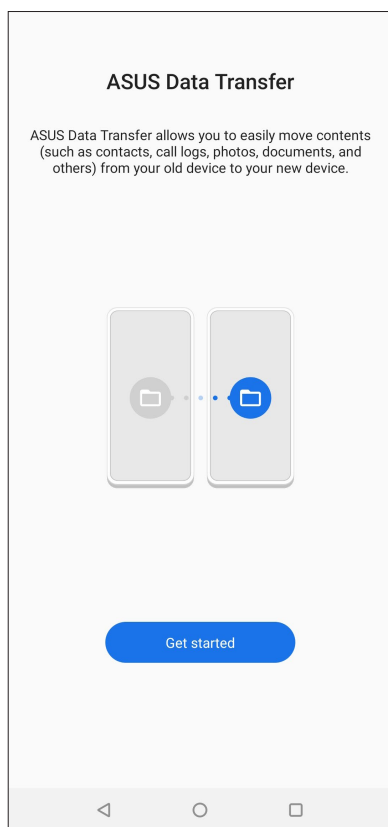 ASUS Data Transfer
ASUS Data Transfer allows you to easily move contents
(such as contacts, call logs, photos, documents, and
others) from your old device to your new device.
Get started